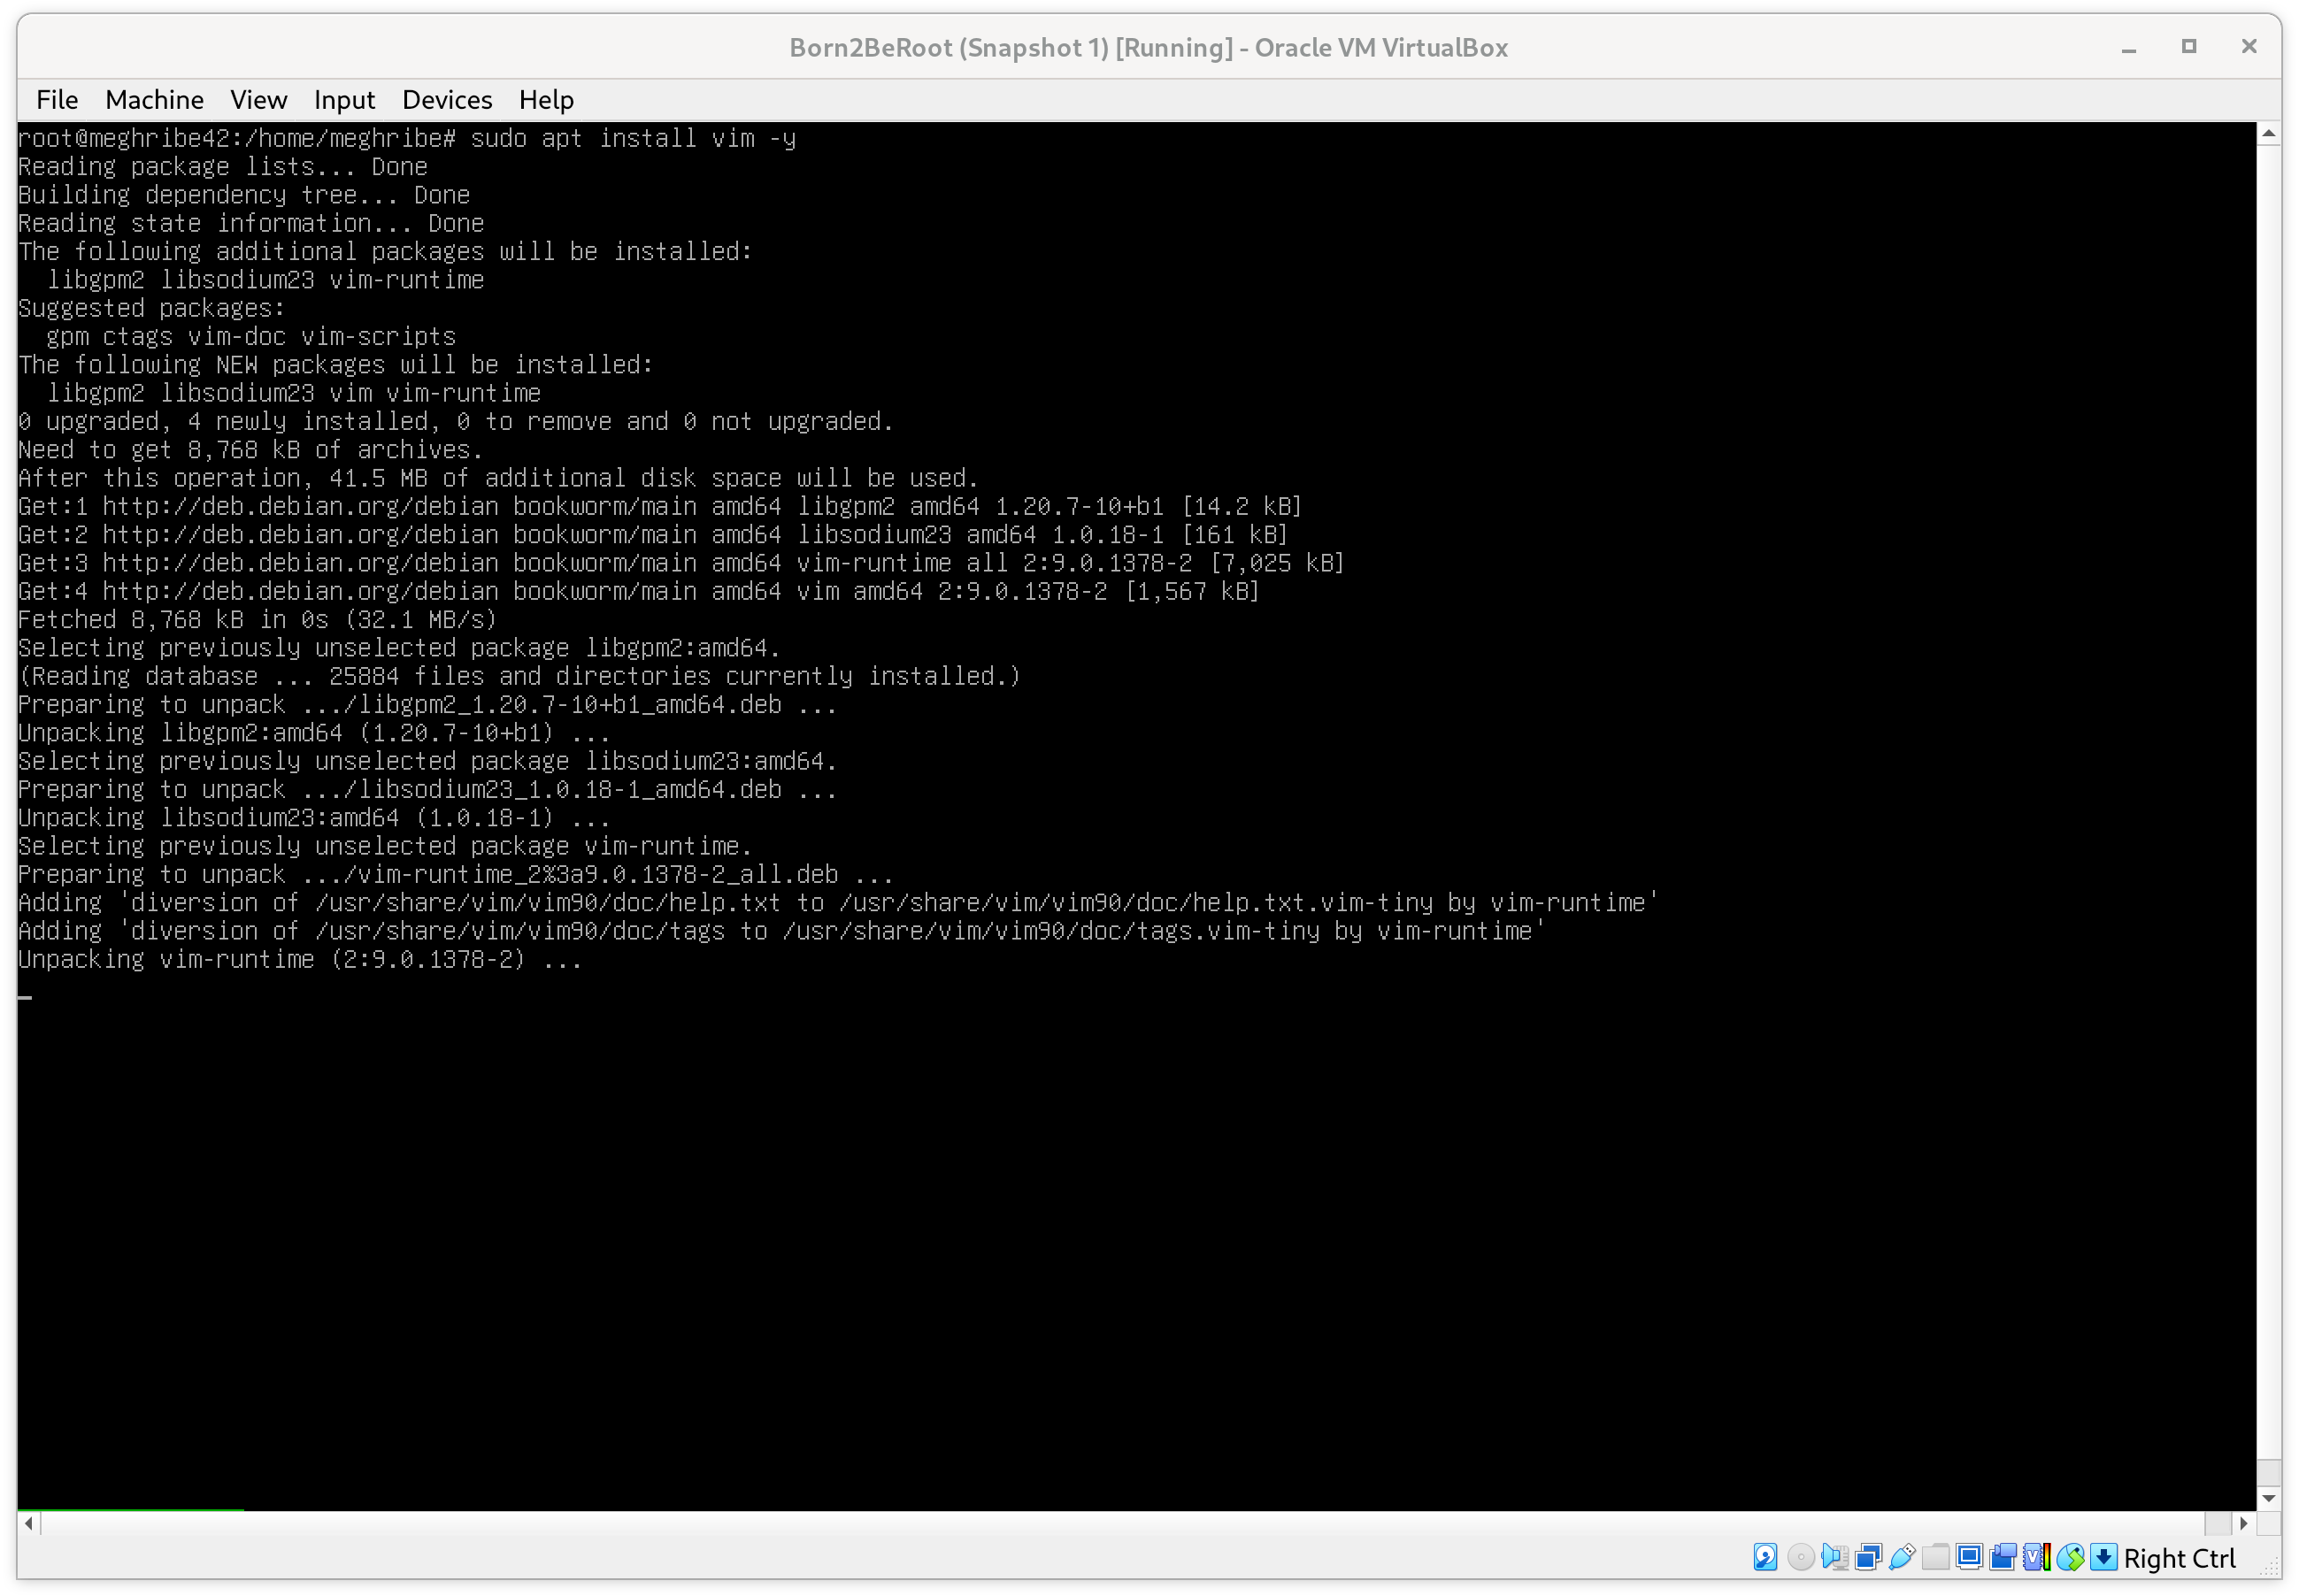 Born2BeRoot (Snapshot 1) [Running] - Oracle VM VirtualBox
File Machine View Input Devices Help
root@meghribe42:/home/meghribe# sudo apt install vim -y
Reading package lists... Done
Building dependency tree... Done
Reading state information... Done
The following additional packages will be installed:
  libgpm2 libsodium23 vim-runtime
Suggested packages:
  gpm ctags vim-doc vim-scripts
The following NEW packages will be installed:
  libgpm2 libsodium23 vim vim-runtime
0 upgraded, 4 newly installed, 0 to remove and 0 not upgraded.
Need to get 8,768 kB of archives.
After this operation, 41.5 MB of additional disk space will be used.
Get:1 http://deb.debian.org/debian bookworm/main amd64 libgpm2 amd64 1.20.7-10+b1 [14.2 kB]
Get:2 http://deb.debian.org/debian bookworm/main amd64 libsodium23 amd64 1.0.18-1 [161 kB]
Get:3 http://deb.debian.org/debian bookworm/main amd64 vim-runtime all 2:9.0.1378-2 [7,025 kB]
Get:4 http://deb.debian.org/debian bookworm/main amd64 vim amd64 2:9.0.1378-2 [1,567 kB]
Fetched 8,768 kB in 0s (32.1 MB/s)
Selecting previously unselected package libgpm2:amd64.
(Reading database ... 25884 files and directories currently installed.)
Preparing to unpack .../libgpm2_1.20.7-10+b1_amd64.deb ...
Unpacking libgpm2:amd64 (1.20.7-10+b1) ...
Selecting previously unselected package libsodium23:amd64.
Preparing to unpack .../libsodium23_1.0.18-1_amd64.deb ...
Unpacking libsodium23:amd64 (1.0.18-1) ...
Selecting previously unselected package vim-runtime.
Preparing to unpack .../vim-runtime_2%3a9.0.1378-2_all.deb ...
Adding 'diversion of /usr/share/vim/vim90/doc/help.txt to /usr/share/vim/vim90/doc/help.txt.vim-tiny by vim-runtime'
Adding 'diversion of /usr/share/vim/vim90/doc/tags to /usr/share/vim/vim90/doc/tags.vim-tiny by vim-runtime'
Unpacking vim-runtime (2:9.0.1378-2) ...
Right Ctrl